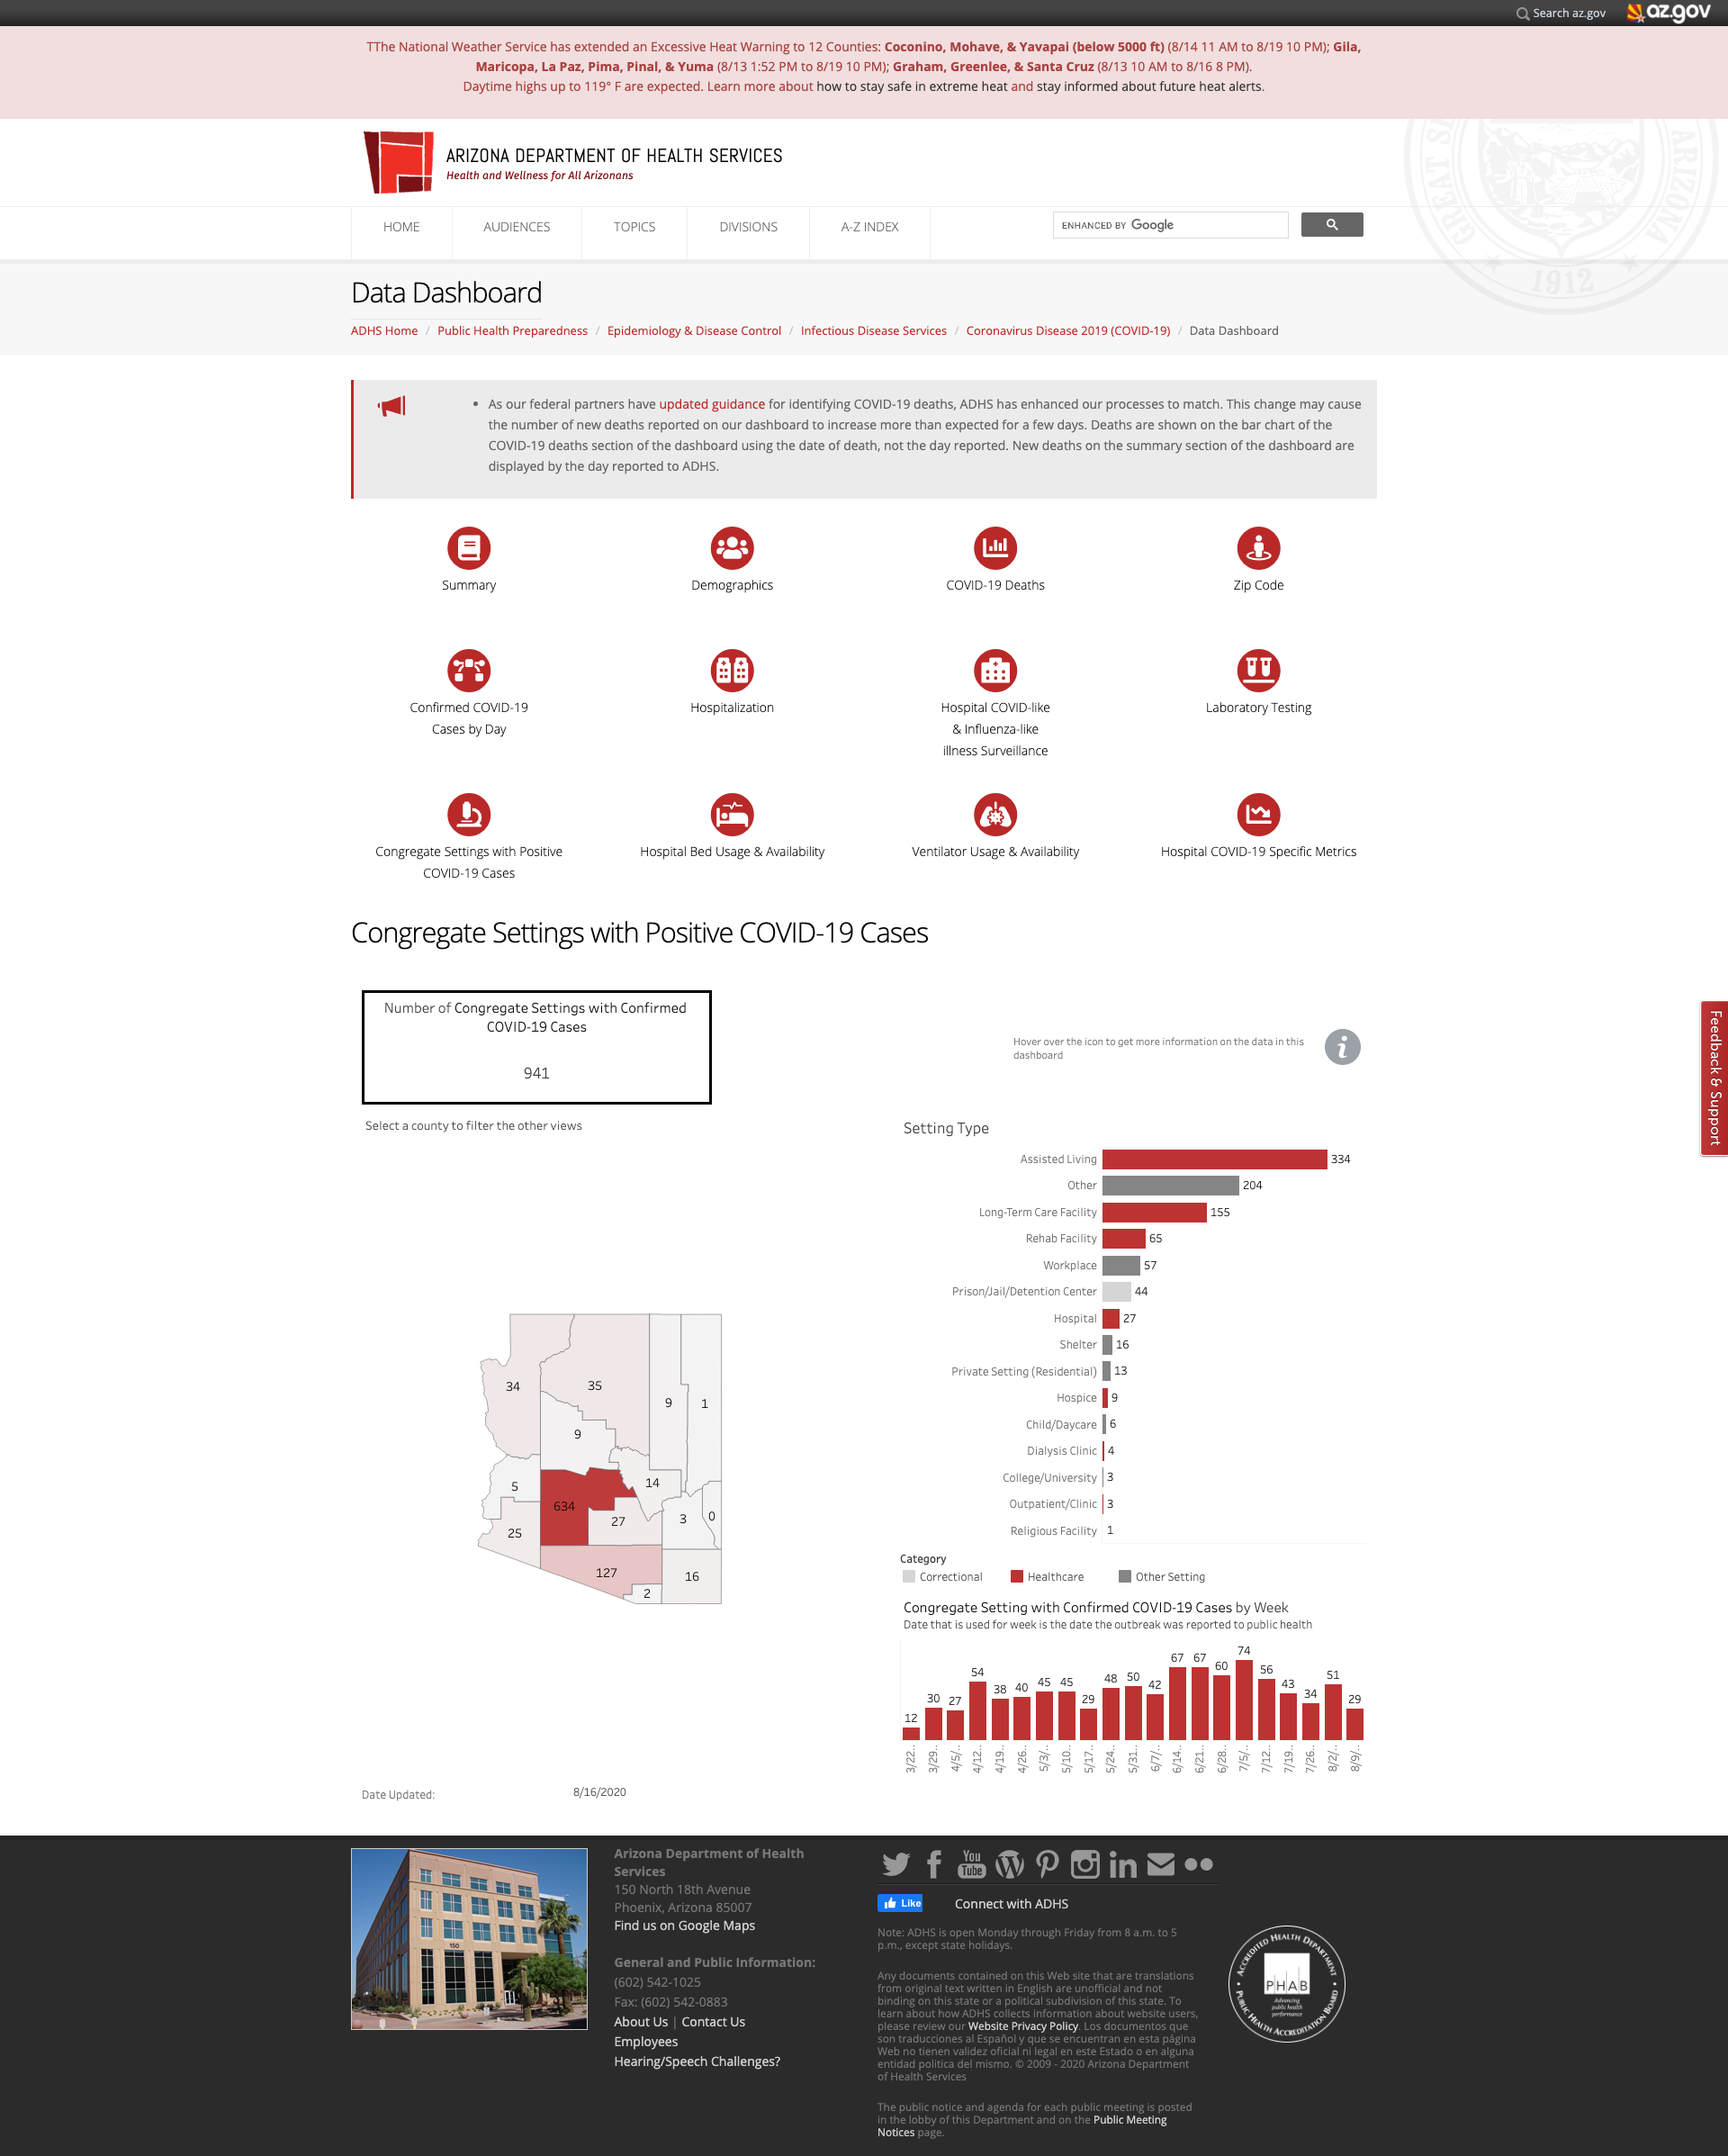 Search az.gov
az.gov
TThe National Weather Service has extended an Excessive Heat Warning to 12 Counties: Coconino, Mohave, & Yavapai (below 5000 ft) (8/14 11 AM to 8/19 10 PM); Gila,
Maricopa, La Paz, Pima, Pinal, & Yuma (8/13 1:52 PM to 8/19 10 PM); Graham, Greenlee, & Santa Cruz (8/13 10 AM to 8/16 8 PM).
Daytime highs up to 119° F are expected. Learn more about how to stay safe in extreme heat and stay informed about future heat alerts.
ARIZONA DEPARTMENT OF HEALTH SERVICES
Health and Wellness for All Arizonans
GREAT SEAL ARIZONA
1912
HOME
AUDIENCES
TOPICS
DIVISIONS
A-Z INDEX
ENHANCED BY Google
Data Dashboard
ADHS Home / Public Health Preparedness / Epidemiology & Disease Control / Infectious Disease Services / Coronavirus Disease 2019 (COVID-19) / Data Dashboard
• As our federal partners have updated guidance for identifying COVID-19 deaths, ADHS has enhanced our processes to match. This change may cause
the number of new deaths reported on our dashboard to increase more than expected for a few days. Deaths are shown on the bar chart of the
COVID-19 deaths section of the dashboard using the date of death, not the day reported. New deaths on the summary section of the dashboard are
displayed by the day reported to ADHS.
Summary
Demographics
COVID-19 Deaths
Zip Code
Confirmed COVID-19
Cases by Day
Hospitalization
Hospital COVID-like
& Influenza-like
illness Surveillance
Laboratory Testing
Congregate Settings with Positive
COVID-19 Cases
Hospital Bed Usage & Availability
Ventilator Usage & Availability
Hospital COVID-19 Specific Metrics
Congregate Settings with Positive COVID-19 Cases
Number of Congregate Settings with Confirmed
COVID-19 Cases
941
Hover over the icon to get more information on the data in this
dashboard
i
Feedback & Support
Select a county to filter the other views
34
35
9
1
9
5
14
634
27
3
0
25
127
16
2
Setting Type
Assisted Living 334
Other 204
Long-Term Care Facility 155
Rehab Facility 65
Workplace 57
Prison/Jail/Detention Center 44
Hospital 27
Shelter 16
Private Setting (Residential) 13
Hospice 9
Child/Daycare 6
Dialysis Clinic 4
College/University 3
Outpatient/Clinic 3
Religious Facility 1
Category
Correctional
Healthcare
Other Setting
Congregate Setting with Confirmed COVID-19 Cases by Week
Date that is used for week is the date the outbreak was reported to public health
12 30 27 54 38 40 45 45 29 48 50 42 67 67 60 74 56 43 34 51 29
3/22.. 3/29.. 4/5/.. 4/12.. 4/19.. 4/26.. 5/3/.. 5/10.. 5/17.. 5/24.. 5/31.. 6/7/.. 6/14.. 6/21.. 6/28.. 7/5/.. 7/12.. 7/19.. 7/26.. 8/2/.. 8/9/..
Date Updated:
8/16/2020
150
Arizona Department of Health
Services
150 North 18th Avenue
Phoenix, Arizona 85007
Find us on Google Maps
General and Public Information:
(602) 542-1025
Fax: (602) 542-0883
About Us | Contact Us
Employees
Hearing/Speech Challenges?
You
Tube
Like
Connect with ADHS
Note: ADHS is open Monday through Friday from 8 a.m. to 5
p.m., except state holidays.
Any documents contained on this Web site that are translations
from original text written in English are unofficial and not
binding on this state or a political subdivision of this state. To
learn about how ADHS collects information about website users,
please review our Website Privacy Policy. Los documentos que
son traducciones al Español y que se encuentran en esta página
Web no tienen validez oficial ni legal en este Estado o en alguna
entidad politica del mismo. © 2009 - 2020 Arizona Department
of Health Services
The public notice and agenda for each public meeting is posted
in the lobby of this Department and on the Public Meeting
Notices page.
ACCREDITED HEALTH DEPARTMENT
PHAB
Advancing
public health
performance
PUBLIC HEALTH ACCREDITATION BOARD